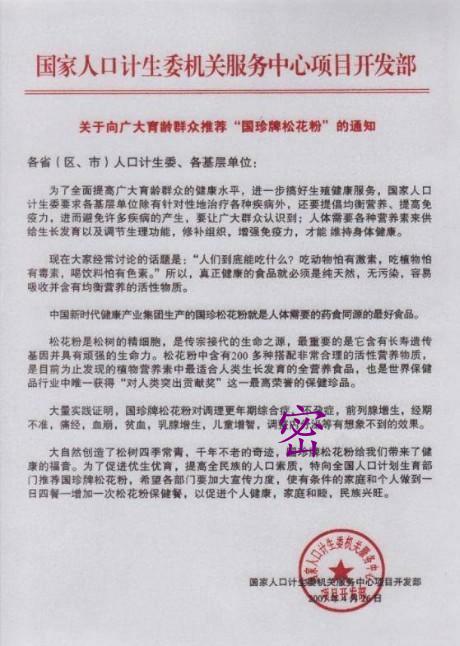 国家人口计生委机关服务中心项目开发部
关于向广大育龄群众推荐“国珍牌松花粉”的通知
各省（区、市）人口计生委、各基层单位：
为了全面提高广大育龄群众的健康水平，进一步搞好生殖健康服务，国家人口
计生委要求各基层单位除有针对性地治疗各种疾病外，还要提倡均衡营养、提高免
疫力，进而避免许多疾病的产生，要让广大群众认识到；人体需要各种营养素来供
给生长发育以及调节生理功能，修补组织，增强免疫力，才能 维持身体健康。
现在大家经常讨论的话题是：“人们到底能吃什么？吃动物怕有激素，吃植物怕
有毒素，喝饮料怕有色素。”所以，真正健康的食品就必须是纯天然，无污染，容易
吸收并含有均衡营养的活性物质。
中国新时代健康产业集团生产的国珍松花粉就是人体需要的药食同源的最好食品。
松花粉是松树的精细胞，是传宗接代的生命之源，最重要的是它含有长寿遗传
基因并具有顽强的生命力。松花粉中含有200 多种搭配非常合理的活性营养物质，
是目前为止发现的植物营养素中最适合人类生长发育的全营养食品，也是世界保健
品行业中唯一获得“对人类突出贡献奖”这一最高荣誉的保健珍品。
大量实践证明，国珍牌松花粉对调理更年期综合症，不孕症，前列腺增生，经期
不准，痛经，血崩，贫血，乳腺增生，儿童增智，调整 等有想象不到的效果。
密
大自然创造了松树四季常青，千年不老的奇迹，国珍牌松花粉给我们带来了健
康的福音。为了促进优生优育，提高全民族的人口素质，特向全国人口计划生育部
门推荐国珍牌松花粉，希望各部门要加大宣传力度，使有条件的家庭和个人做到一
日四餐—增加一次松花粉保健餐，以促进个人健康，家庭和睦，民族兴旺。
国家人口计生委机关服务中心项目开发部
2007 年 4 月 26 日
国家人口计生委机关服务中心
项目开发部